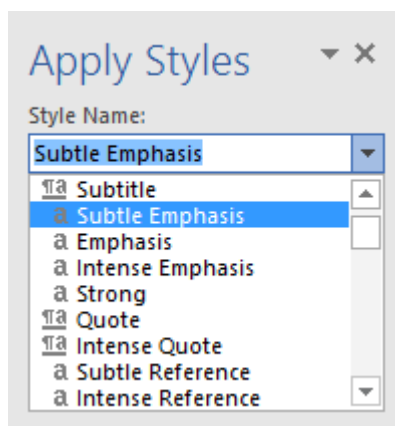 Apply Styles
Style Name:
Subtle Emphasis
¶a Subtitle
a Subtle Emphasis
a Emphasis
a Intense Emphasis
a Strong
¶a Quote
¶a Intense Quote
a Subtle Reference
a Intense Reference